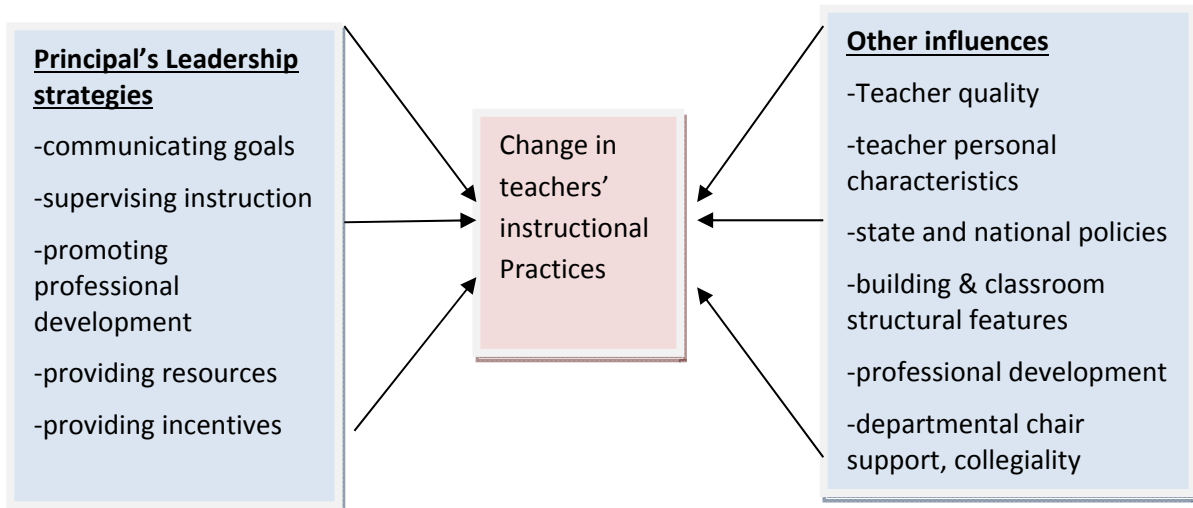 Principal’s Leadership
strategies
-communicating goals
-supervising instruction
-promoting
professional
development
-providing resources
-providing incentives
Change in
teachers’
instructional
Practices
Other influences
-Teacher quality
-teacher personal
characteristics
-state and national policies
-building & classroom
structural features
-professional development
-departmental chair
support, collegiality